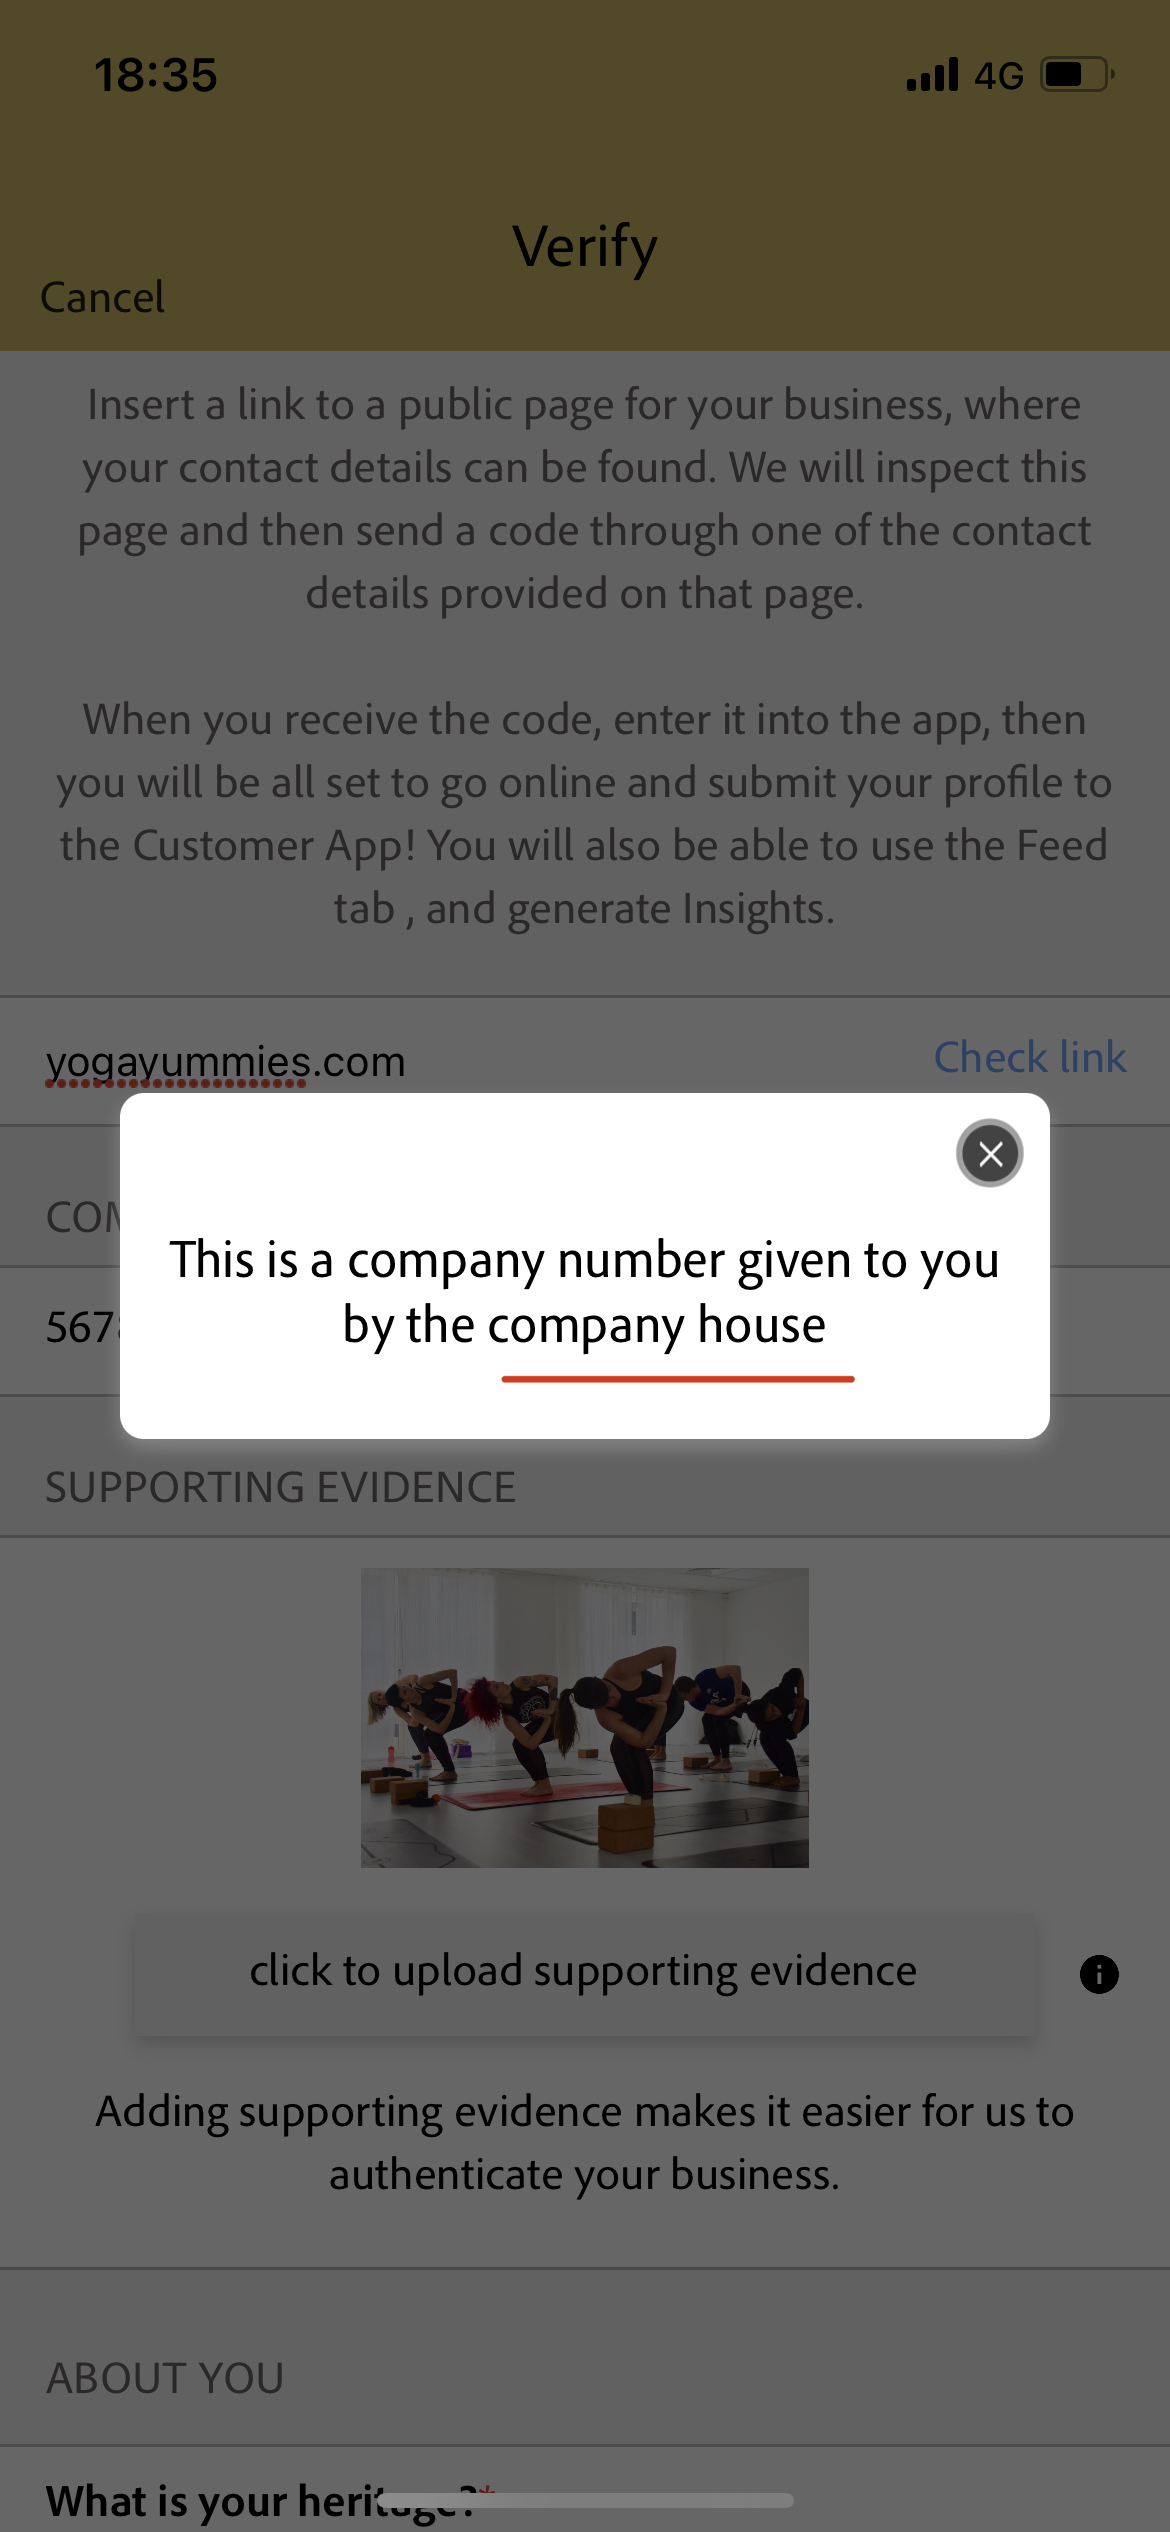 18:35
4G
Verify
Cancel
Insert a link to a public page for your business, where
your contact details can be found. We will inspect this
page and then send a code through one of the contact
details provided on that page.
When you receive the code, enter it into the app, then
you will be all set to go online and submit your profile to
the Customer App! You will also be able to use the Feed
tab , and generate Insights.
yogayummies.com
Check link
This is a company number given to you
by the company house
SUPPORTING EVIDENCE
click to upload supporting evidence
Adding supporting evidence makes it easier for us to
authenticate your business.
ABOUT YOU
What is your heritage?*